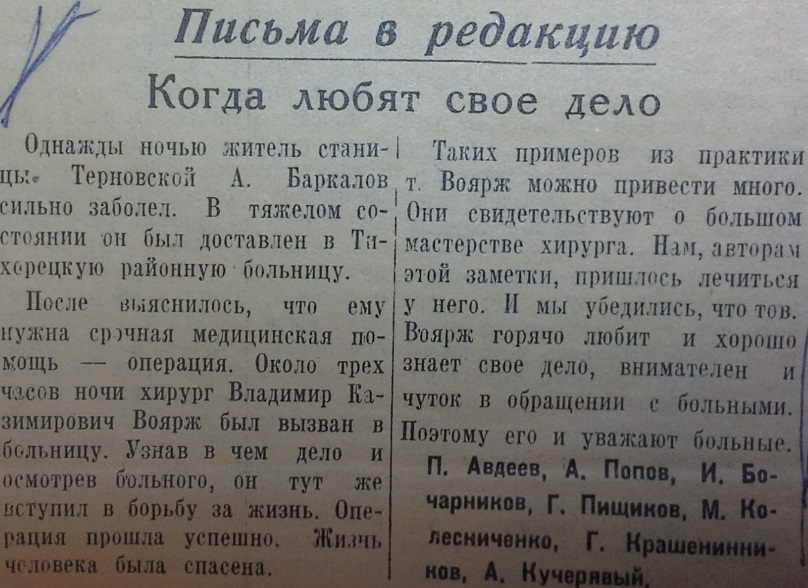 Письма в редакцию
Когда любят свое дело
Однажды ночью житель стани-
цы Терновской А. Баркалов
сильно заболел. В тяжелом со-
стоянии он был доставлен в Ти-
хорецкую районную больницу.
После выяснилось, что ему
нужна срочная медицинская по-
мощь — операция. Около трех
часов ночи хирург Владимир Ка-
зимирович Воярж был вызван в
больницу. Узнав в чем дело и
осмотрев больного, он тут же
вступил в борьбу за жизнь. Опе-
рация прошла успешно. Жизнь
человека была спасена.
Таких примеров из практики
т. Воярж можно привести много.
Они свидетельствуют о большом
мастерстве хирурга. Нам, авторам
этой заметки, пришлось лечиться
у него. И мы убедились, что тов.
Воярж горячо любит и хорошо
знает свое дело, внимателен и
чуток в обращении с больными.
Поэтому его и уважают больные.
П. Авдеев, А. Попов, И. Бо-
чарников, Г. Пищиков, М. Ко-
лесниченко, Г. Крашенинни-
ков, А. Кучерявый.